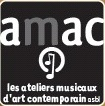 amac
les ateliers musicaux
d'art contemporain asbl